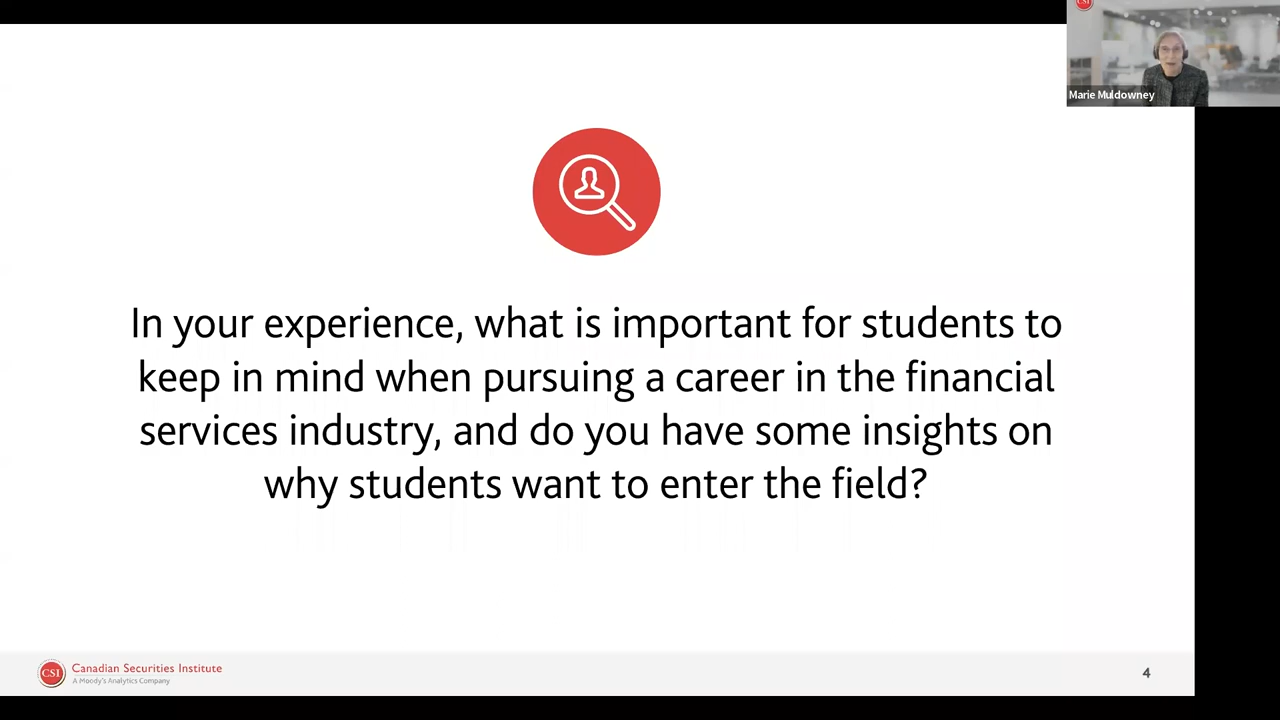 CSI
Marie Muldowney
In your experience, what is important for students to
keep in mind when pursuing a career in the financial
services industry, and do you have some insights on
why students want to enter the field?
CSI
Canadian Securities Institute
A Moody's Analytics Company
4